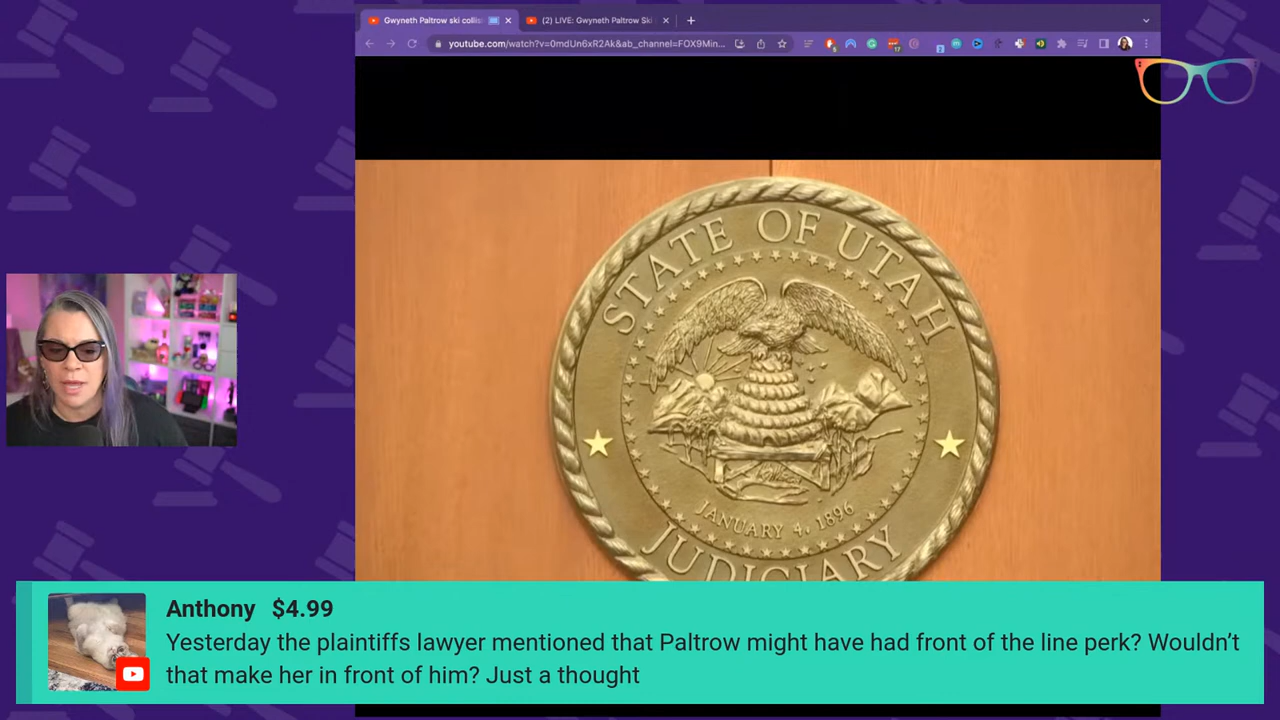 Gwyneth Paltrow ski collis
(2) LIVE: Gwyneth Paltrow Ski
youtube.com/watch?v=0mdUn6xR2Ak&ab_channel=FOX9Min...
STATE OF UTAH
JANUARY 4, 1896
JUDICIARY
Anthony $4.99
Yesterday the plaintiffs lawyer mentioned that Paltrow might have had front of the line perk? Wouldn't
that make her in front of him? Just a thought